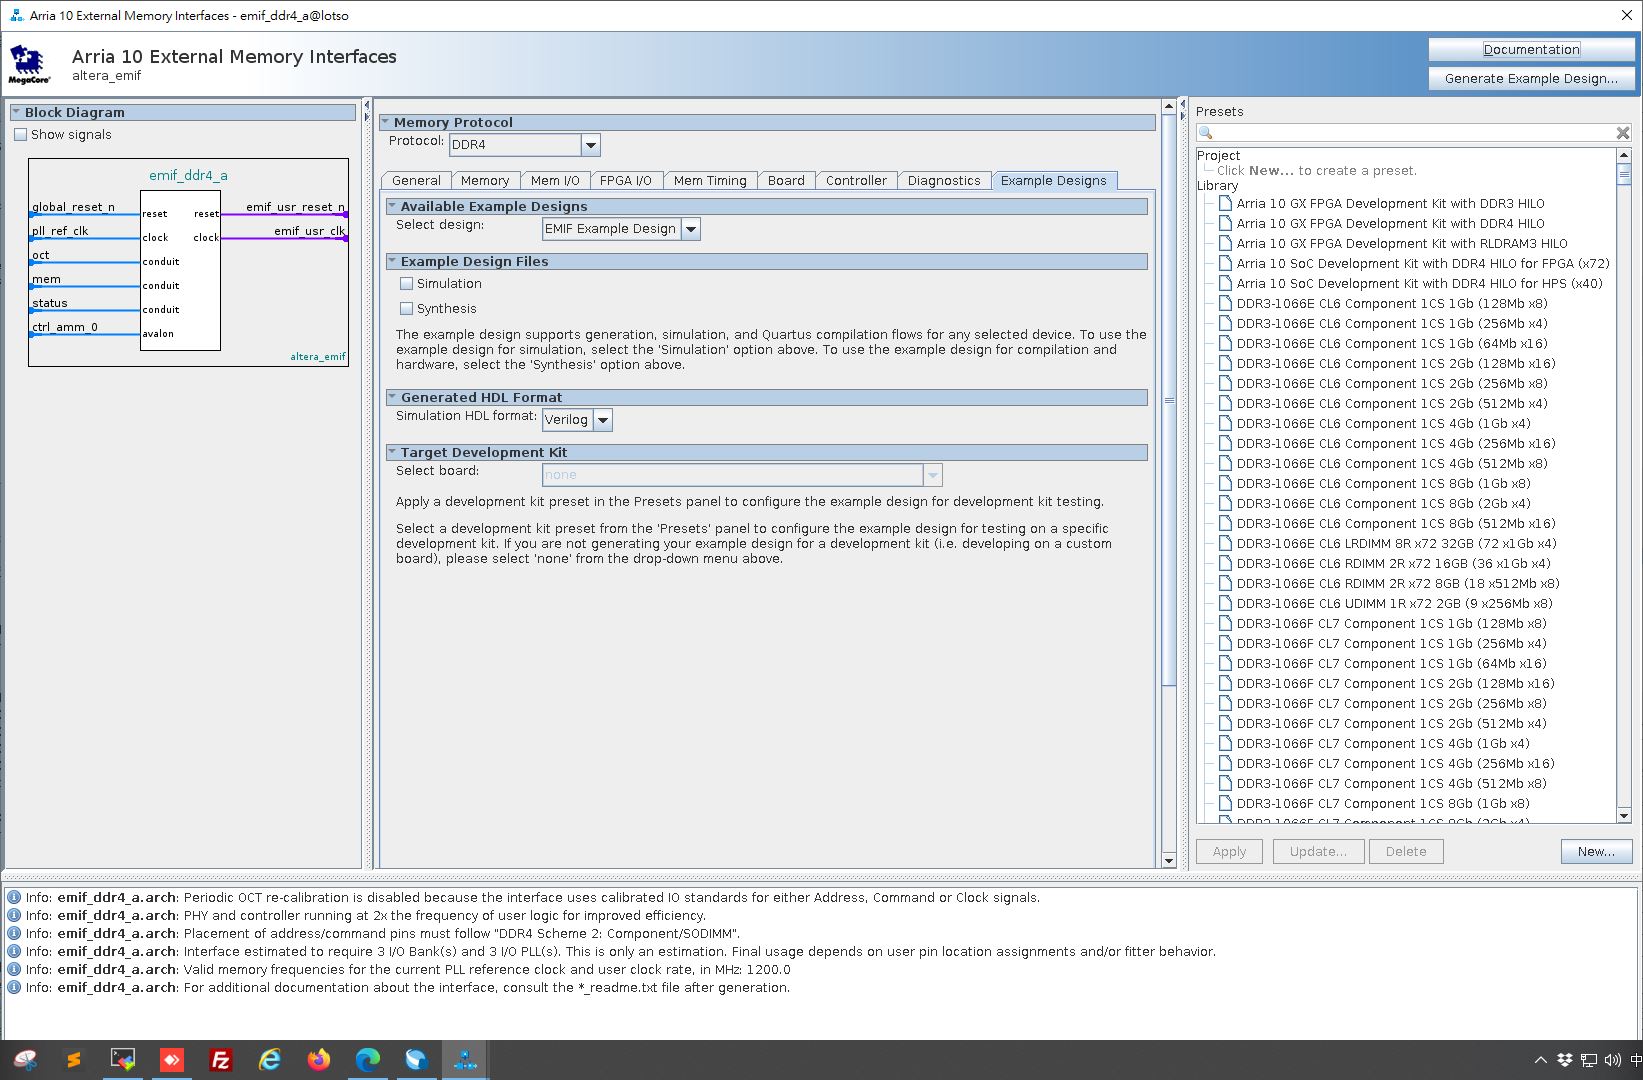 Arria 10 External Memory Interfaces - emif_ddr4_a@lotso
MegaCore®
Arria 10 External Memory Interfaces
altera_emif
Documentation
Generate Example Design...
Block Diagram
Show signals
emif_ddr4_a
global_reset_n
reset
reset
emif_usr_reset_n
pll_ref_clk
clock
clock
emif_usr_clk
oct
conduit
mem
conduit
status
conduit
ctrl_amm_0
avalon
altera_emif
Memory Protocol
Protocol: DDR4
General
Memory
Mem I/O
FPGA I/O
Mem Timing
Board
Controller
Diagnostics
Example Designs
Available Example Designs
Select design: EMIF Example Design
Example Design Files
Simulation
Synthesis
The example design supports generation, simulation, and Quartus compilation flows for any selected device. To use the
example design for simulation, select the 'Simulation' option above. To use the example design for compilation and
hardware, select the 'Synthesis' option above.
Generated HDL Format
Simulation HDL format: Verilog
Target Development Kit
Select board: none
Apply a development kit preset in the Presets panel to configure the example design for development kit testing.
Select a development kit preset from the 'Presets' panel to configure the example design for testing on a specific
development kit. If you are not generating your example design for a development kit (i.e. developing on a custom
board), please select 'none' from the drop-down menu above.
Presets
Project
Click New... to create a preset.
Library
Arria 10 GX FPGA Development Kit with DDR3 HILO
Arria 10 GX FPGA Development Kit with DDR4 HILO
Arria 10 GX FPGA Development Kit with RLDRAM3 HILO
Arria 10 SoC Development Kit with DDR4 HILO for FPGA (x72)
Arria 10 SoC Development Kit with DDR4 HILO for HPS (x40)
DDR3-1066E CL6 Component 1CS 1Gb (128Mb x8)
DDR3-1066E CL6 Component 1CS 1Gb (256Mb x4)
DDR3-1066E CL6 Component 1CS 1Gb (64Mb x16)
DDR3-1066E CL6 Component 1CS 2Gb (128Mb x16)
DDR3-1066E CL6 Component 1CS 2Gb (256Mb x8)
DDR3-1066E CL6 Component 1CS 2Gb (512Mb x4)
DDR3-1066E CL6 Component 1CS 4Gb (1Gb x4)
DDR3-1066E CL6 Component 1CS 4Gb (256Mb x16)
DDR3-1066E CL6 Component 1CS 4Gb (512Mb x8)
DDR3-1066E CL6 Component 1CS 8Gb (1Gb x8)
DDR3-1066E CL6 Component 1CS 8Gb (2Gb x4)
DDR3-1066E CL6 Component 1CS 8Gb (512Mb x16)
DDR3-1066E CL6 LRDIMM 8R x72 32GB (72 x1Gb x4)
DDR3-1066E CL6 RDIMM 2R x72 16GB (36 x1Gb x4)
DDR3-1066E CL6 RDIMM 2R x72 8GB (18 x512Mb x8)
DDR3-1066E CL6 UDIMM 1R x72 2GB (9 x256Mb x8)
DDR3-1066F CL7 Component 1CS 1Gb (128Mb x8)
DDR3-1066F CL7 Component 1CS 1Gb (256Mb x4)
DDR3-1066F CL7 Component 1CS 1Gb (64Mb x16)
DDR3-1066F CL7 Component 1CS 2Gb (128Mb x16)
DDR3-1066F CL7 Component 1CS 2Gb (256Mb x8)
DDR3-1066F CL7 Component 1CS 2Gb (512Mb x4)
DDR3-1066F CL7 Component 1CS 4Gb (1Gb x4)
DDR3-1066F CL7 Component 1CS 4Gb (256Mb x16)
DDR3-1066F CL7 Component 1CS 4Gb (512Mb x8)
DDR3-1066F CL7 Component 1CS 8Gb (1Gb x8)
DDR3-1066F CL7 Component 1CS 8Gb (2Gb x4)
Apply
Update...
Delete
New...
Info: emif_ddr4_a.arch: Periodic OCT re-calibration is disabled because the interface uses calibrated IO standards for either Address, Command or Clock signals.
Info: emif_ddr4_a.arch: PHY and controller running at 2x the frequency of user logic for improved efficiency.
Info: emif_ddr4_a.arch: Placement of address/command pins must follow "DDR4 Scheme 2: Component/SODIMM".
Info: emif_ddr4_a.arch: Interface estimated to require 3 I/O Bank(s) and 3 I/O PLL(s). This is only an estimation. Final usage depends on user pin location assignments and/or fitter behavior.
Info: emif_ddr4_a.arch: Valid memory frequencies for the current PLL reference clock and user clock rate, in MHz: 1200.0
Info: emif_ddr4_a.arch: For additional documentation about the interface, consult the *_readme.txt file after generation.
中